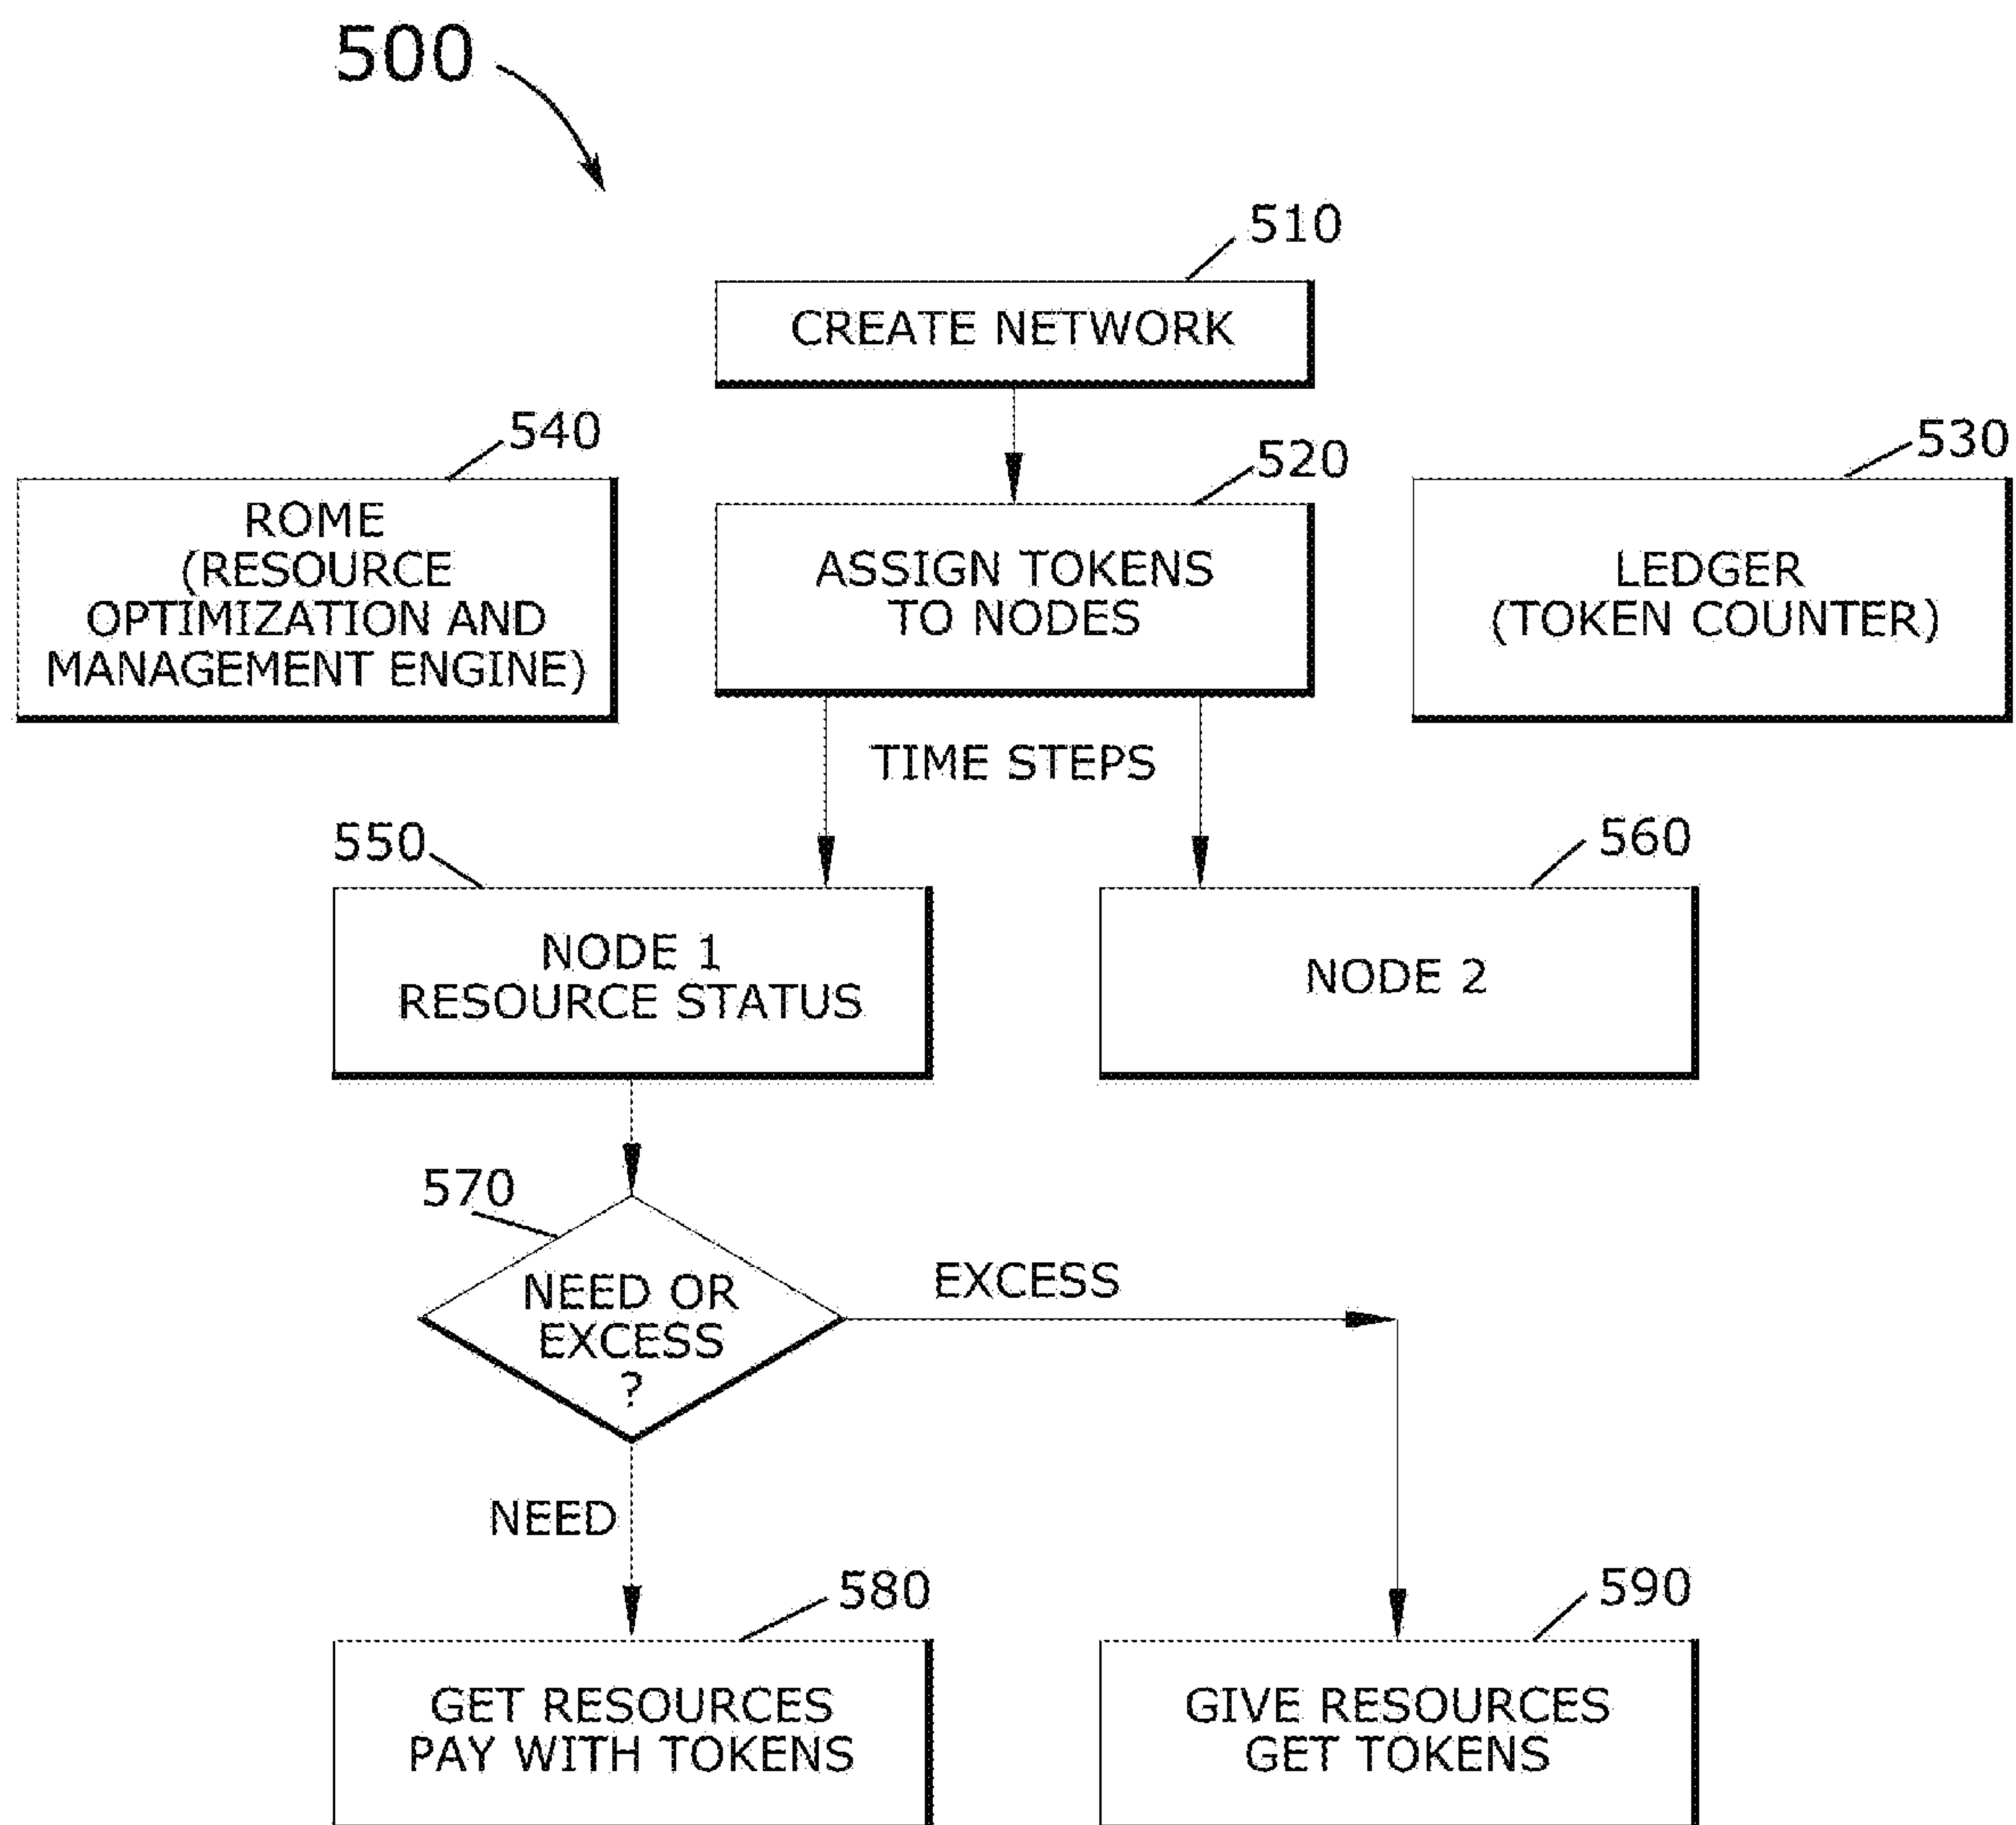 500
510
CREATE NETWORK
540
520
530
ROME
(RESOURCE
OPTIMIZATION AND
MANAGEMENT ENGINE)
ASSIGN TOKENS
TO NODES
LEDGER
(TOKEN COUNTER)
TIME STEPS
550
560
NODE 1
RESOURCE STATUS
NODE 2
570
NEED OR
EXCESS
?
EXCESS
NEED
580
590
GET RESOURCES
PAY WITH TOKENS
GIVE RESOURCES
GET TOKENS